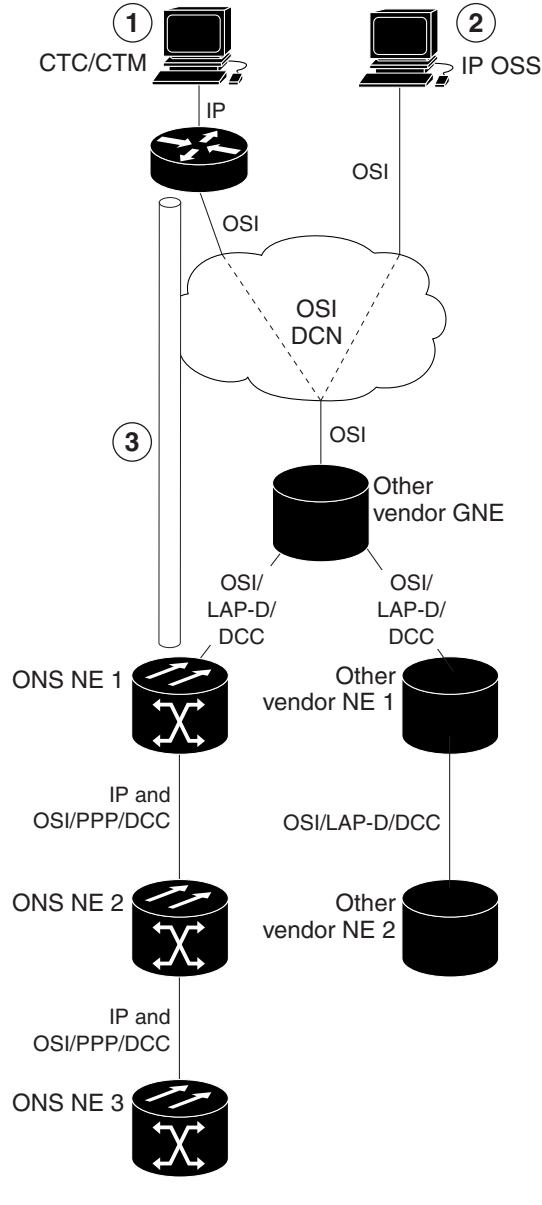 1
2
CTC/CTM
IP OSS
IP
OSI
OSI
OSI
DCN
3
OSI
Other
vendor GNE
OSI/
LAP-D/
DCC
OSI/
LAP-D/
DCC
ONS NE 1
Other
vendor NE 1
IP and
OSI/PPP/DCC
OSI/LAP-D/DCC
ONS NE 2
Other
vendor NE 2
IP and
OSI/PPP/DCC
ONS NE 3